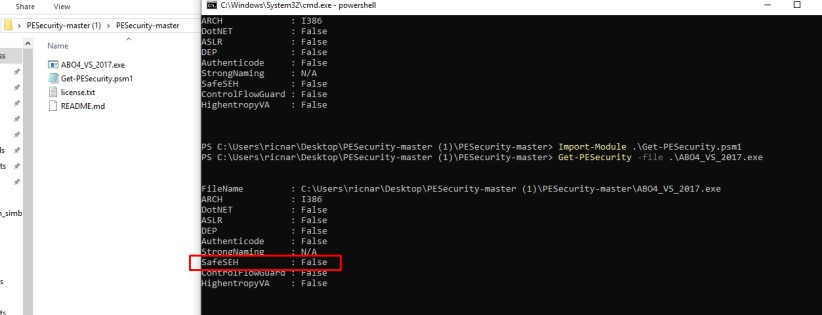 Share View
PESecurity-master (1) > PESecurity-master
Name
ABO4_VS_2017.exe
Get-PESecurity.psm1
license.txt
README.md
C:\Windows\System32\cmd.exe - powershell
ARCH : I386
DotNET : False
ASLR : False
DEP : False
Authenticode : False
StrongNaming : N/A
SafeSEH : False
ControlFlowGuard : False
HighentropyVA : False
PS C:\Users\ricnar\Desktop\PESecurity-master (1)\PESecurity-master> Import-Module .\Get-PESecurity.psm1
PS C:\Users\ricnar\Desktop\PESecurity-master (1)\PESecurity-master> Get-PESecurity -file .\ABO4_VS_2017.exe
FileName : C:\Users\ricnar\Desktop\PESecurity-master (1)\PESecurity-master\ABO4_VS_2017.exe
ARCH : I386
DotNET : False
ASLR : False
DEP : False
Authenticode : False
StrongNaming : N/A
SafeSEH : False
ControlFlowGuard : False
HighentropyVA : False